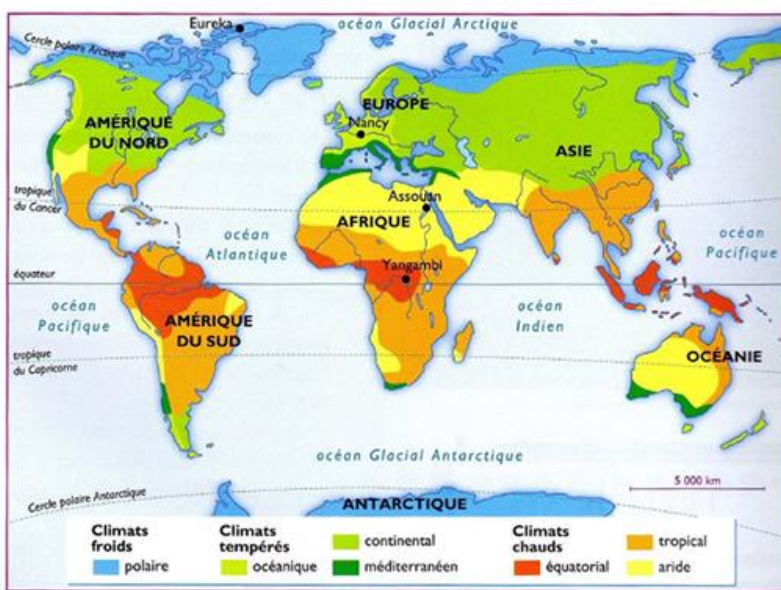 Eureka
océan Glacial Arctique
Cercle polaire Arctique
EUROPE
AMÉRIQUE
DU NORD
Nancy
ASIE
tropique
du Cancer
Assouan
AFRIQUE
océan
Atlantique
océan
Pacifique
équateur
Yangambi
océan
Pacifique
océan
Indien
AMÉRIQUE
DU SUD
OCÉANIE
tropique
du Capricorne
océan Glacial Antarctique
Cercle polaire Antarctique
5 000 km
ANTARCTIQUE
Climats
froids
polaire
Climats
tempérés
océanique
continental
méditerranéen
Climats
chauds
équatorial
tropical
aride